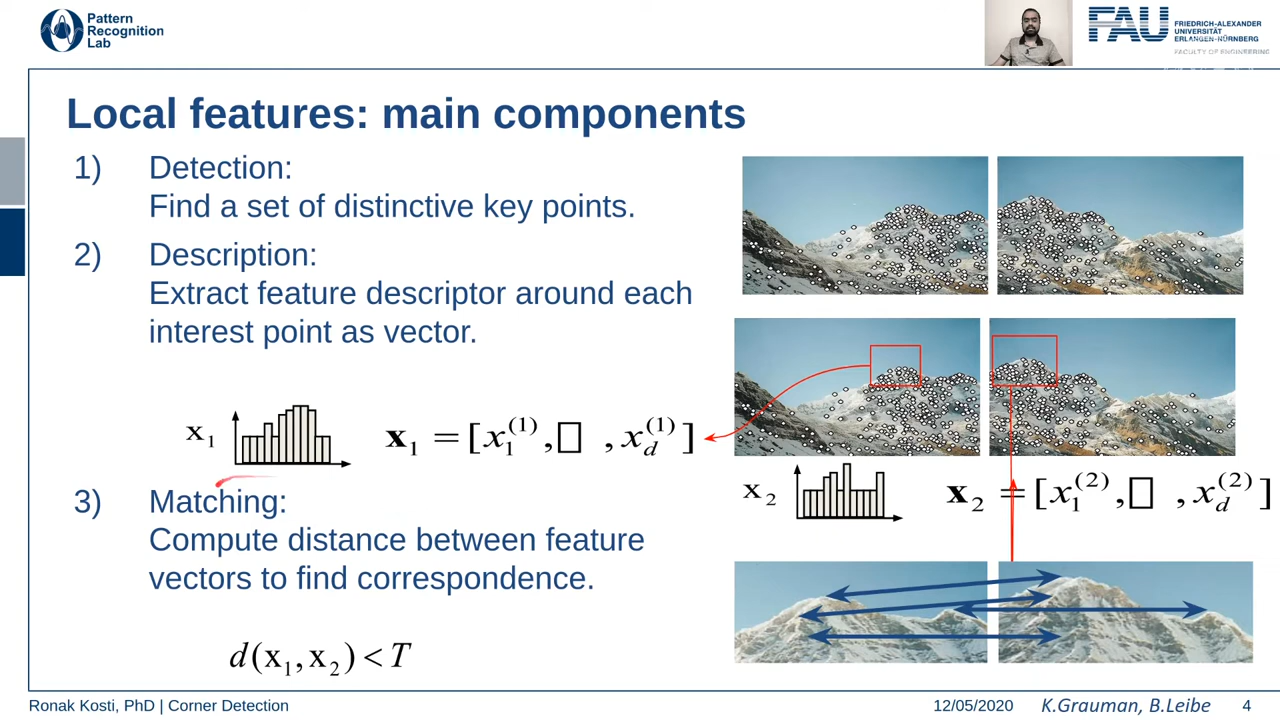 Pattern
Recognition
Lab
FAU
FRIEDRICH-ALEXANDER
UNIVERSITÄT
ERLANGEN-NÜRNBERG
FACULTY OF ENGINEERING
Local features: main components
1) Detection:
Find a set of distinctive key points.
2) Description:
Extract feature descriptor around each
interest point as vector.
x₁
𝐱₁ = [x₁⁽¹⁾,□ ,x_d⁽¹⁾]
x₂
𝐱₂ = [x₁⁽²⁾,□ ,x_d⁽²⁾]
3) Matching:
Compute distance between feature
vectors to find correspondence.
d(x₁,x₂) < T
Ronak Kosti, PhD | Corner Detection
12/05/2020 K.Grauman, B.Leibe 4